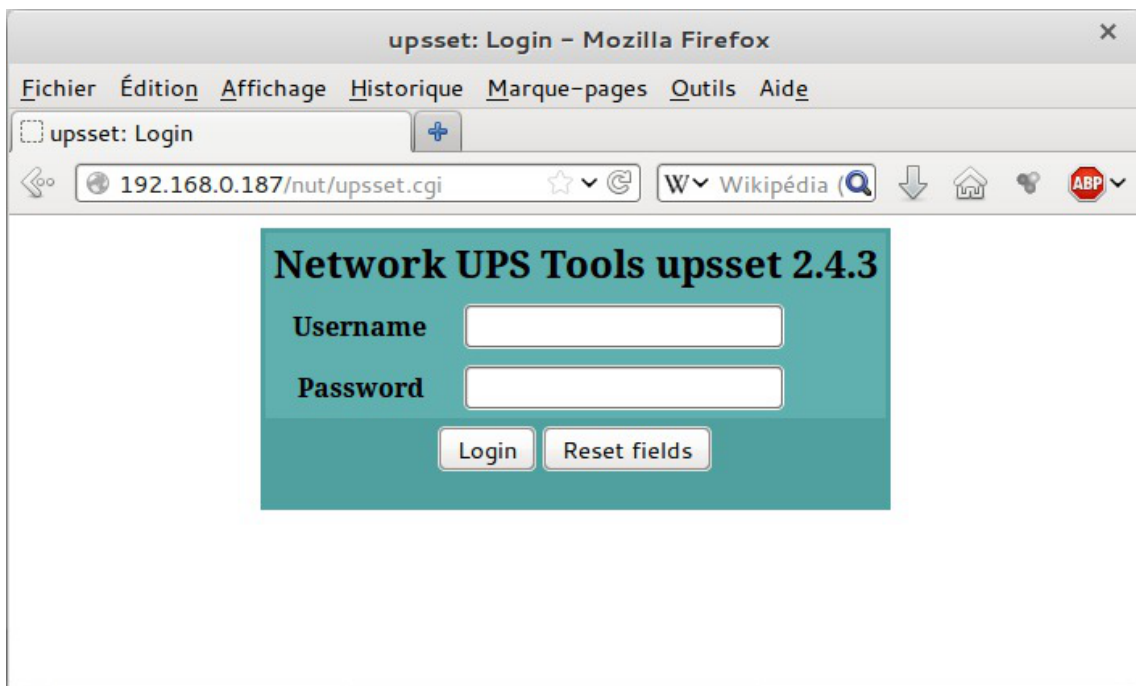 upsset: Login - Mozilla Firefox
Fichier Édition Affichage Historique Marque-pages Outils Aide
upsset: Login
192.168.0.187/nut/upsset.cgi W Wikipédia ( ABP
Network UPS Tools upsset 2.4.3
Username
Password
Login Reset fields